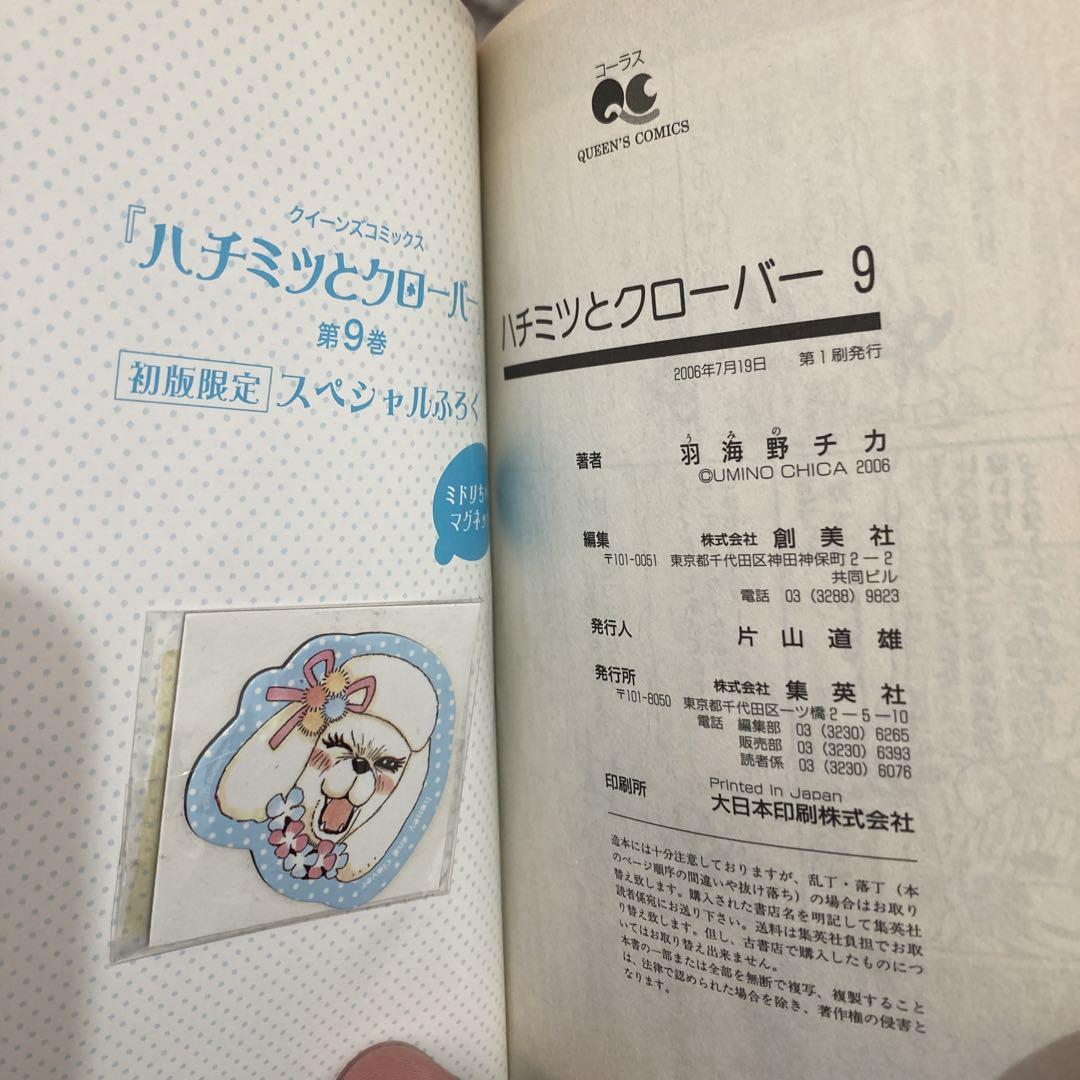 クイーンズコミックス
『ハチミツとクローバー
第9巻
初版限定 スペシャルふろく
ミドリち
マグネッ
honey and clover
コーラス
QC
QUEEN'S COMICS
ハチミツとクローバー 9
2006年7月19日 第1刷発行
著者 羽海野チカ
うみの
©UMINO CHICA 2006
編集 株式会社 創美社
〒101-0051 東京都千代田区神田神保町2－2
共同ビル
電話 03(3288)9823
発行人 片山道雄
発行所 株式会社 集英社
〒101-8050 東京都千代田区一ツ橋2－5－10
電話 編集部 03(3230)6265
販売部 03(3230)6393
読者係 03(3230)6076
印刷所 Printed in Japan
大日本印刷株式会社
造本には十分注意しておりますが、乱丁・落丁（本
のページ順序の間違いや抜け落ち）の場合はお取り
替え致します。購入された書店名を明記して集英社
読者係宛にお送り下さい。送料は集英社負担でお取
り替え致します。但し、古書店で購入したものにつ
いてはお取り替え出来ません。
本書の一部または全部を無断で複写、複製すること
は、法律で認められた場合を除き、著作権の侵害と
なります。